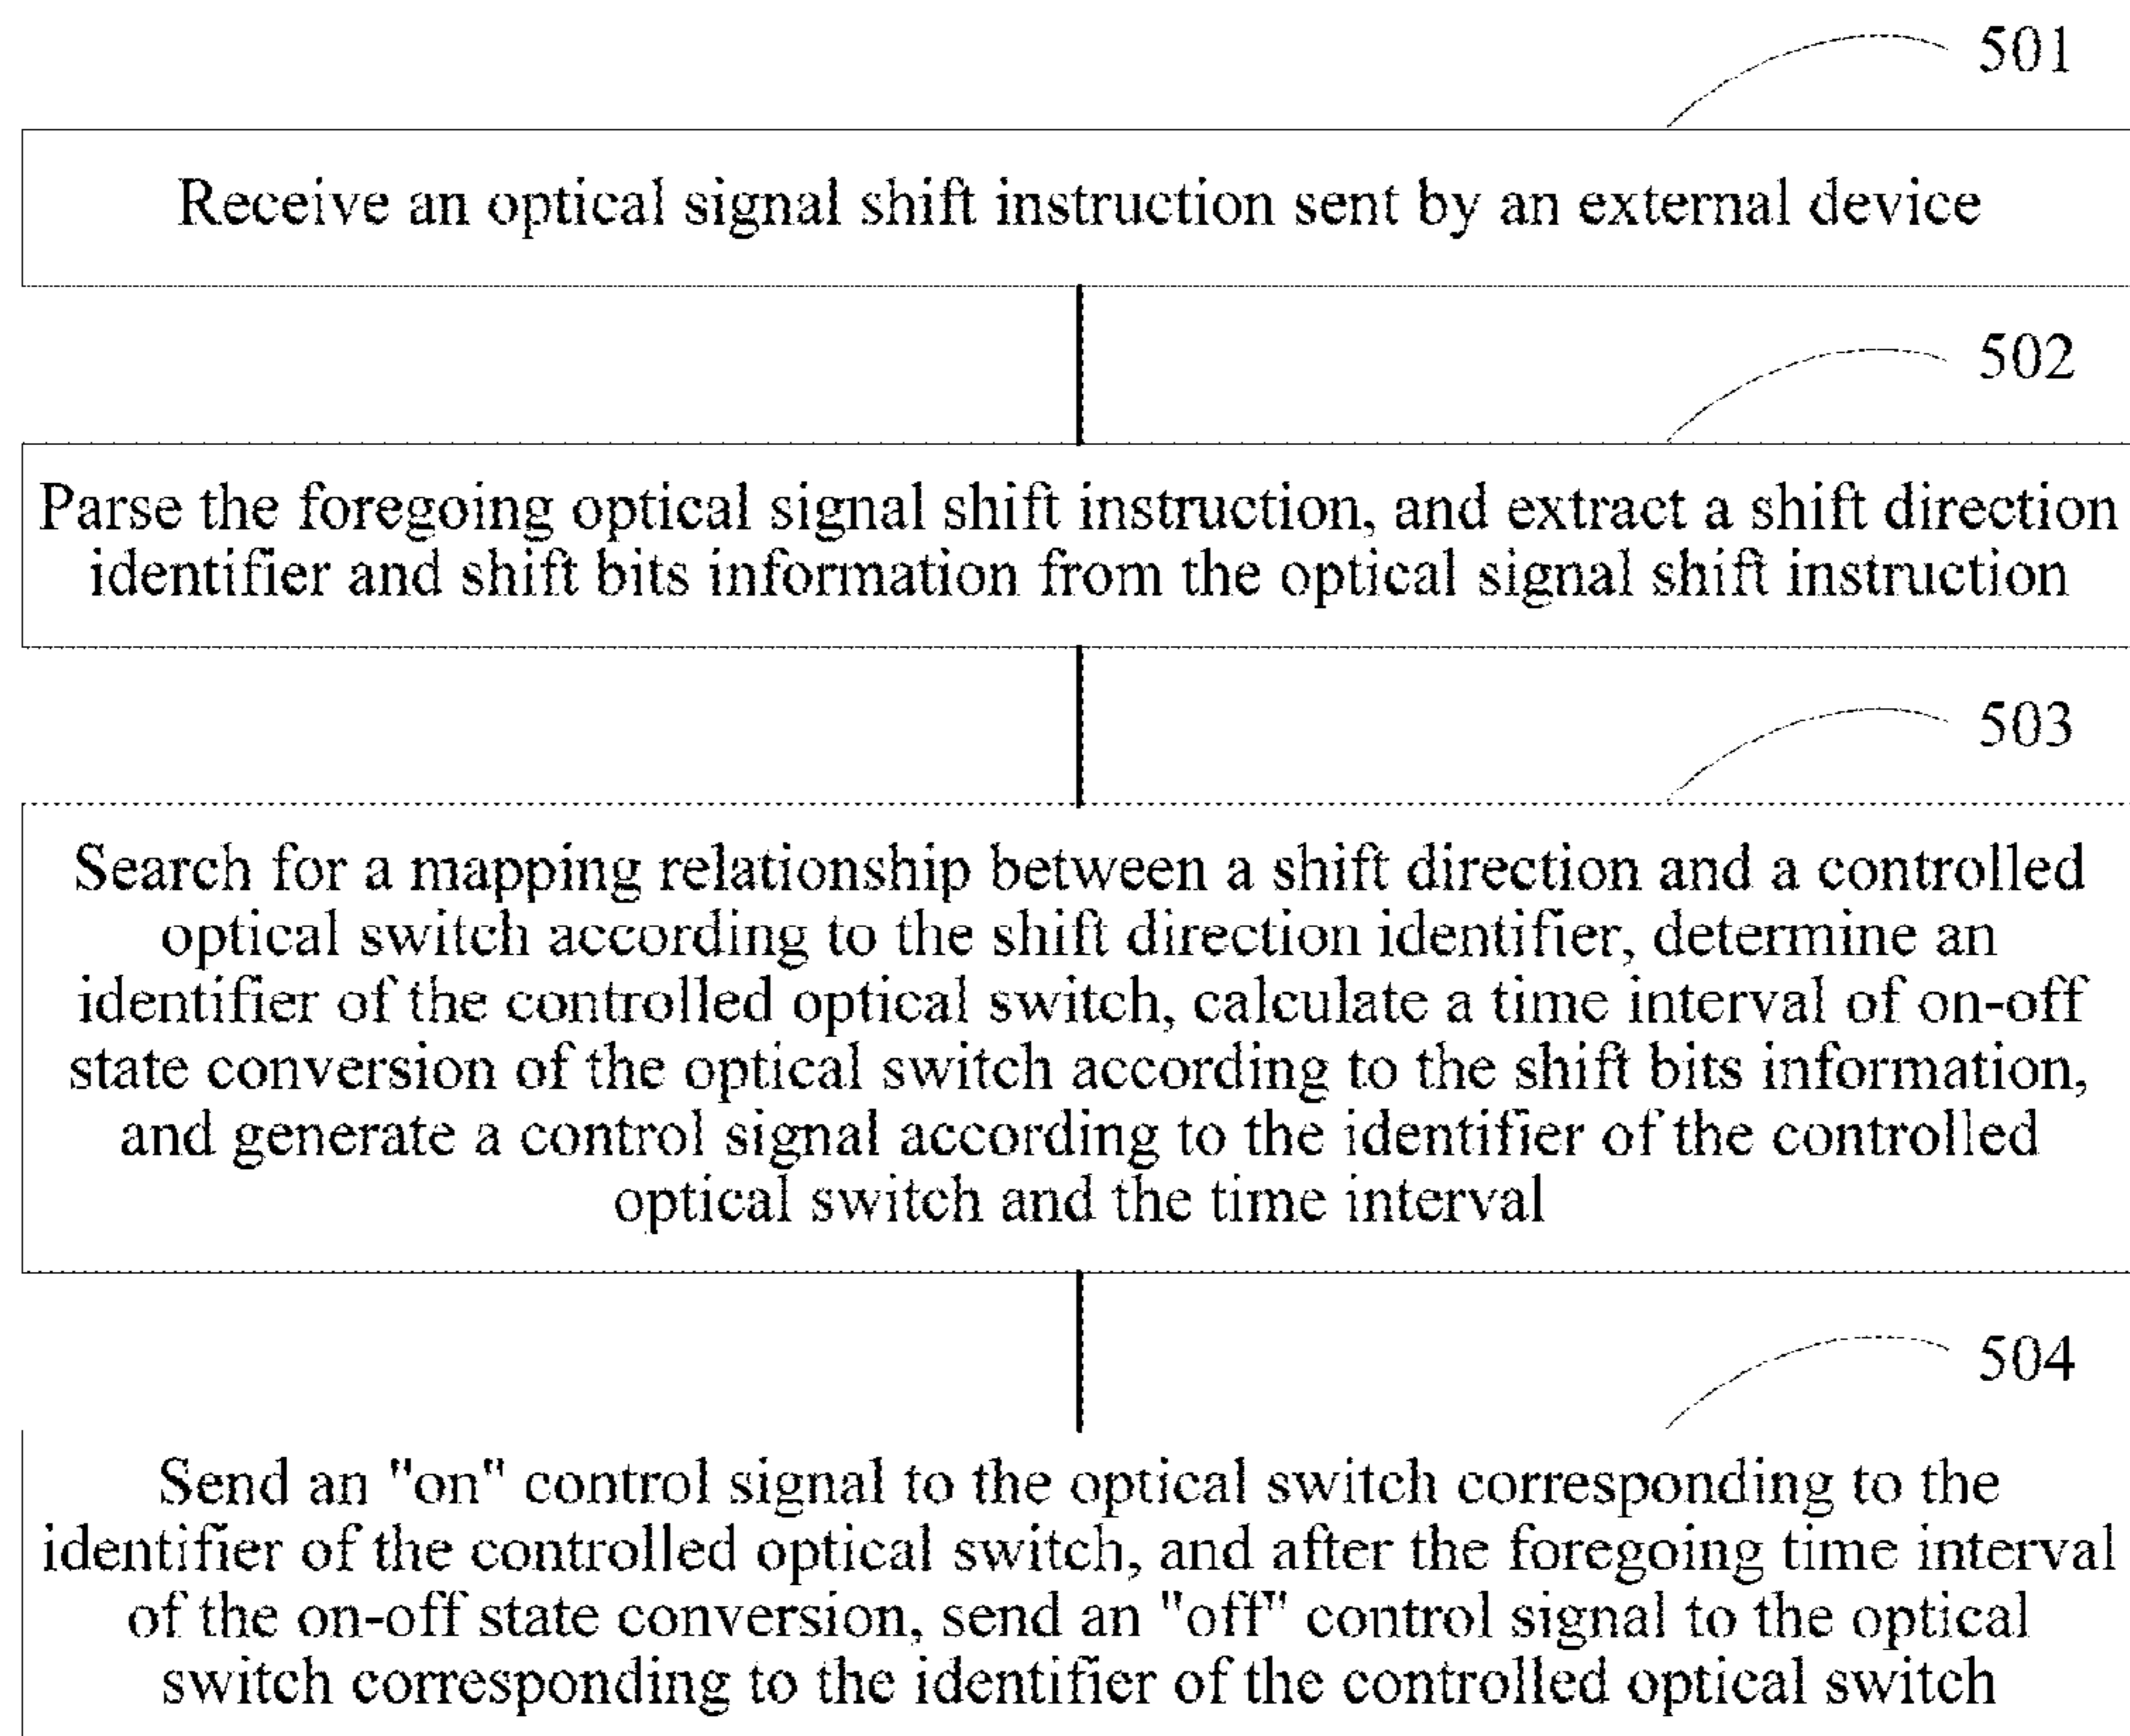 501
Receive an optical signal shift instruction sent by an external device
502
Parse the foregoing optical signal shift instruction, and extract a shift direction
identifier and shift bits information from the optical signal shift instruction
503
Search for a mapping relationship between a shift direction and a controlled
optical switch according to the shift direction identifier, determine an
identifier of the controlled optical switch, calculate a time interval of on-off
state conversion of the optical switch according to the shift bits information,
and generate a control signal according to the identifier of the controlled
optical switch and the time interval
504
Send an "on" control signal to the optical switch corresponding to the
identifier of the controlled optical switch, and after the foregoing time interval
of the on-off state conversion, send an "off" control signal to the optical
switch corresponding to the identifier of the controlled optical switch